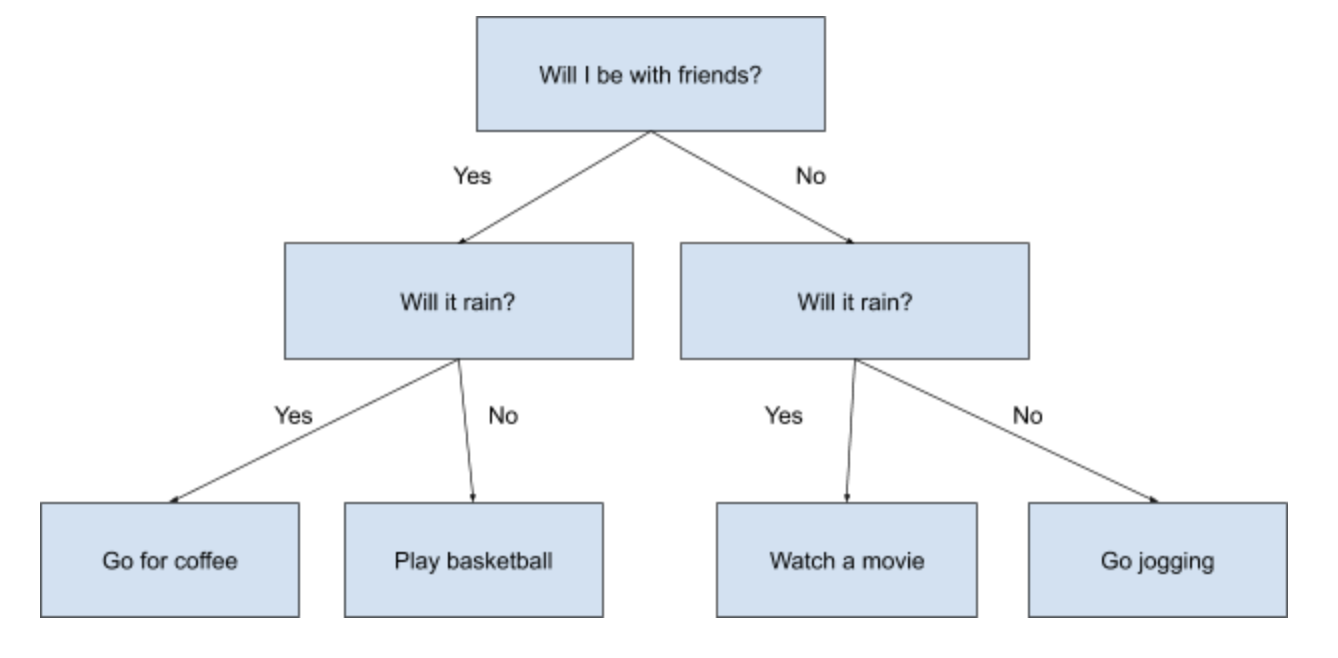 Will I be with friends?
Yes
No
Will it rain?
Will it rain?
Yes
No
Yes
No
Go for coffee
Play basketball
Watch a movie
Go jogging